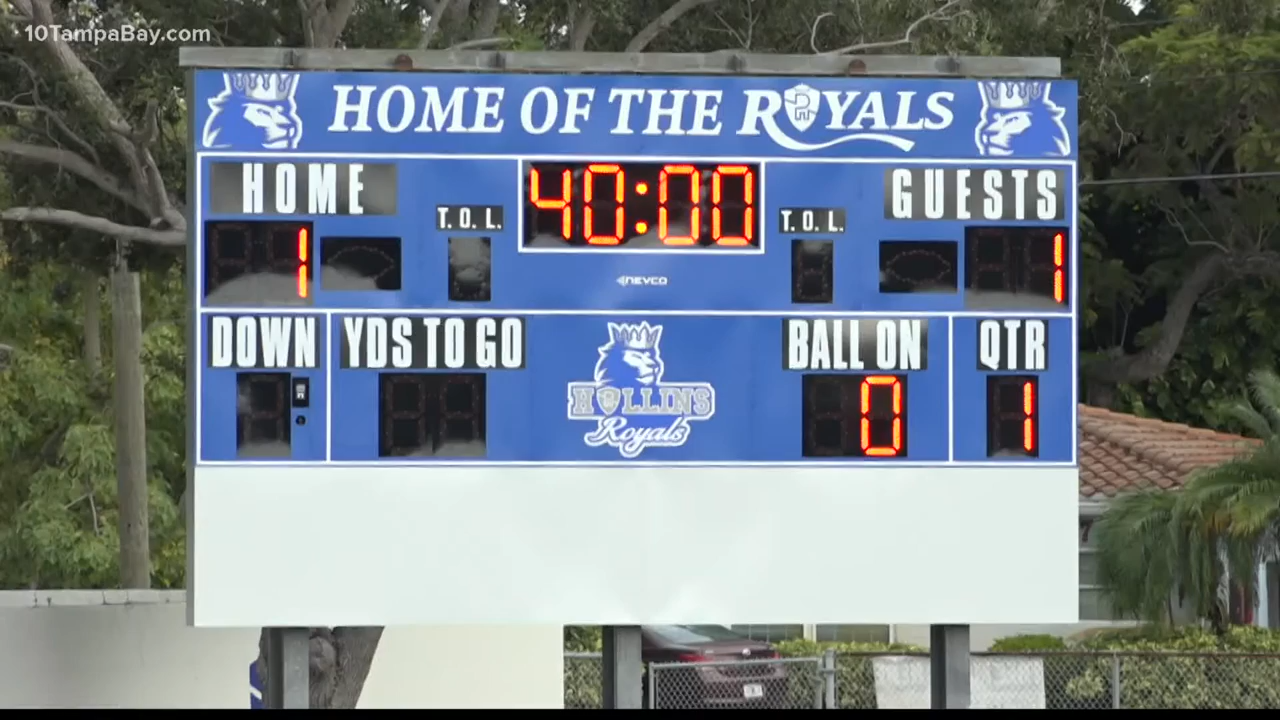 10TampaBay.com
HOME OF THE ROYALS
HOME
40:00
GUESTS
T. O. L.
T. O. L.
1
1
NEVCO
DOWN
YDS TO GO
BALL ON
QTR
HOLLINS
Royals
0
1